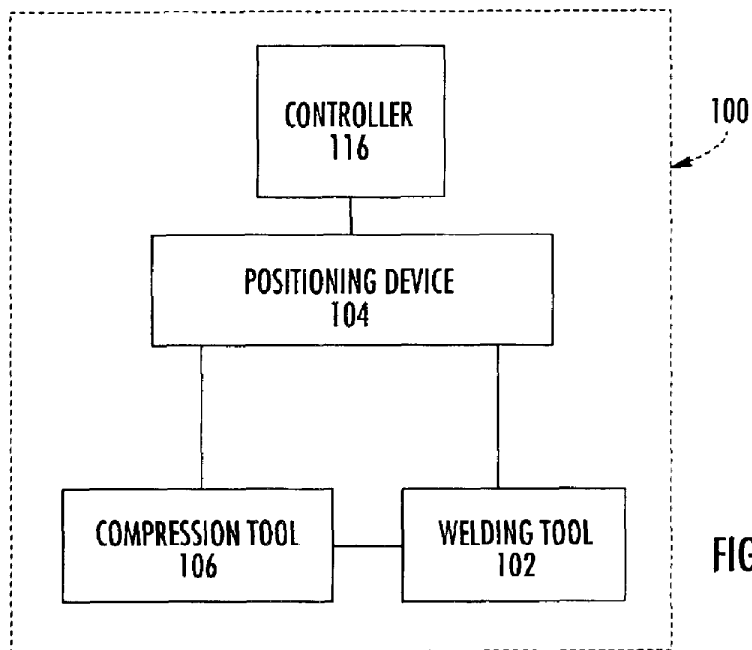 CONTROLLER
116
100
POSITIONING DEVICE
104
COMPRESSION TOOL
106
WELDING TOOL
102
FIG